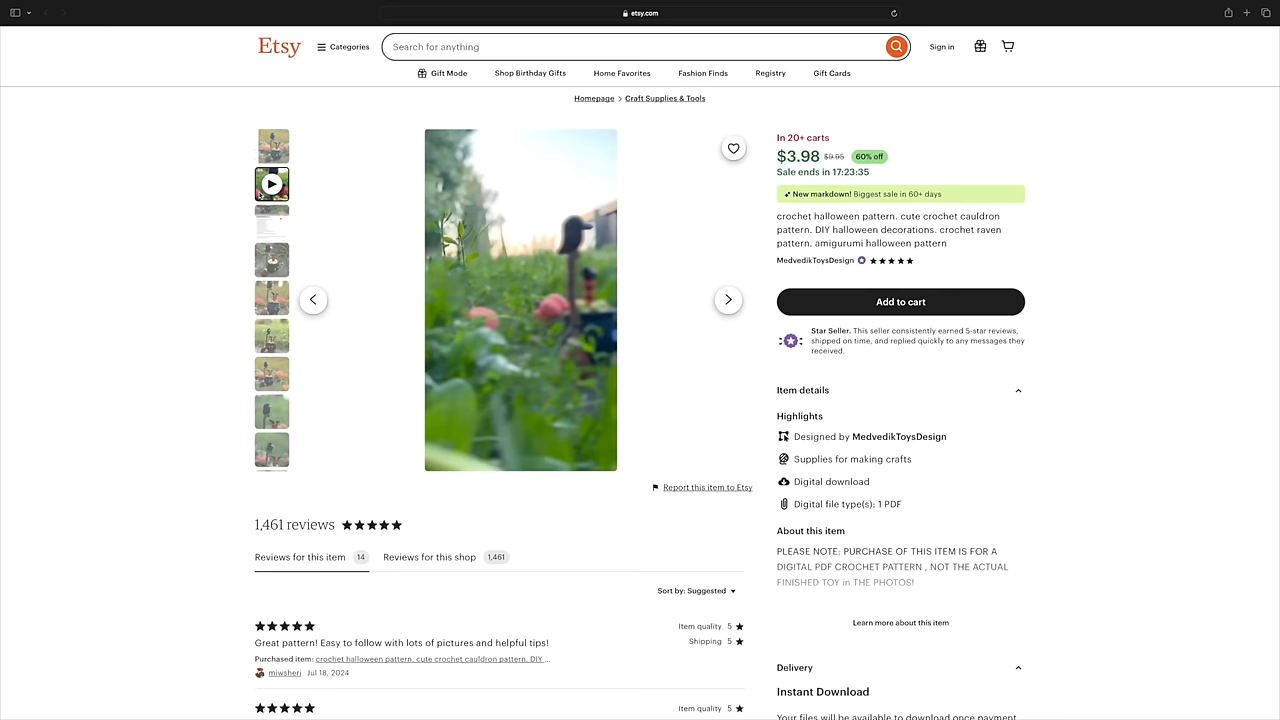 etsy.com
Etsy
Categories
Search for anything
Sign in
Gift Mode
Shop Birthday Gifts
Home Favorites
Fashion Finds
Registry
Gift Cards
Homepage
Craft Supplies & Tools
In 20+ carts
$3.98 $9.95 60% off
Sale ends in 17:23:35
New markdown! Biggest sale in 60+ days
crochet halloween pattern. cute crochet cauldron
pattern. DIY halloween decorations. crochet raven
pattern. amigurumi halloween pattern
MedvedikToysDesign
Add to cart
Star Seller. This seller consistently earned 5-star reviews,
shipped on time, and replied quickly to any messages they
received.
Item details
Highlights
Designed by MedvedikToysDesign
Supplies for making crafts
Digital download
Digital file type(s): 1 PDF
About this item
PLEASE NOTE: PURCHASE OF THIS ITEM IS FOR A
DIGITAL PDF CROCHET PATTERN , NOT THE ACTUAL
FINISHED TOY in THE PHOTOS!
Learn more about this item
Delivery
Instant Download
Your files will be available to download once payment
Report this item to Etsy
1,461 reviews
Reviews for this item 14
Reviews for this shop 1,461
Sort by: Suggested
Item quality 5
Great pattern! Easy to follow with lots of pictures and helpful tips!
Shipping 5
Purchased item: crochet halloween pattern. cute crochet cauldron pattern. DIY ...
miwsheri Jul 18, 2024
Item quality 5